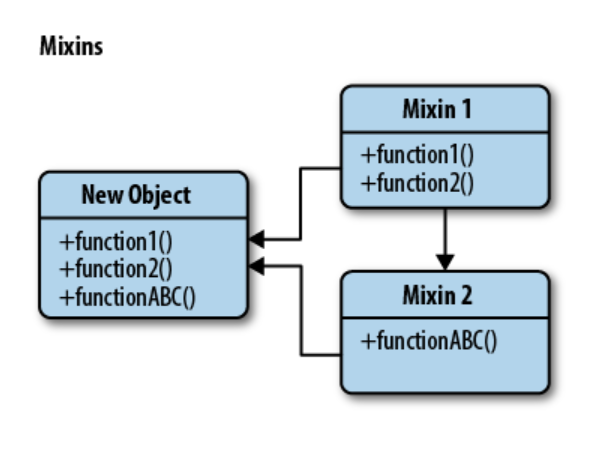 Mixins
Mixin 1
+function1()
+function2()
New Object
+function1()
+function2()
+functionABC()
Mixin 2
+functionABC()